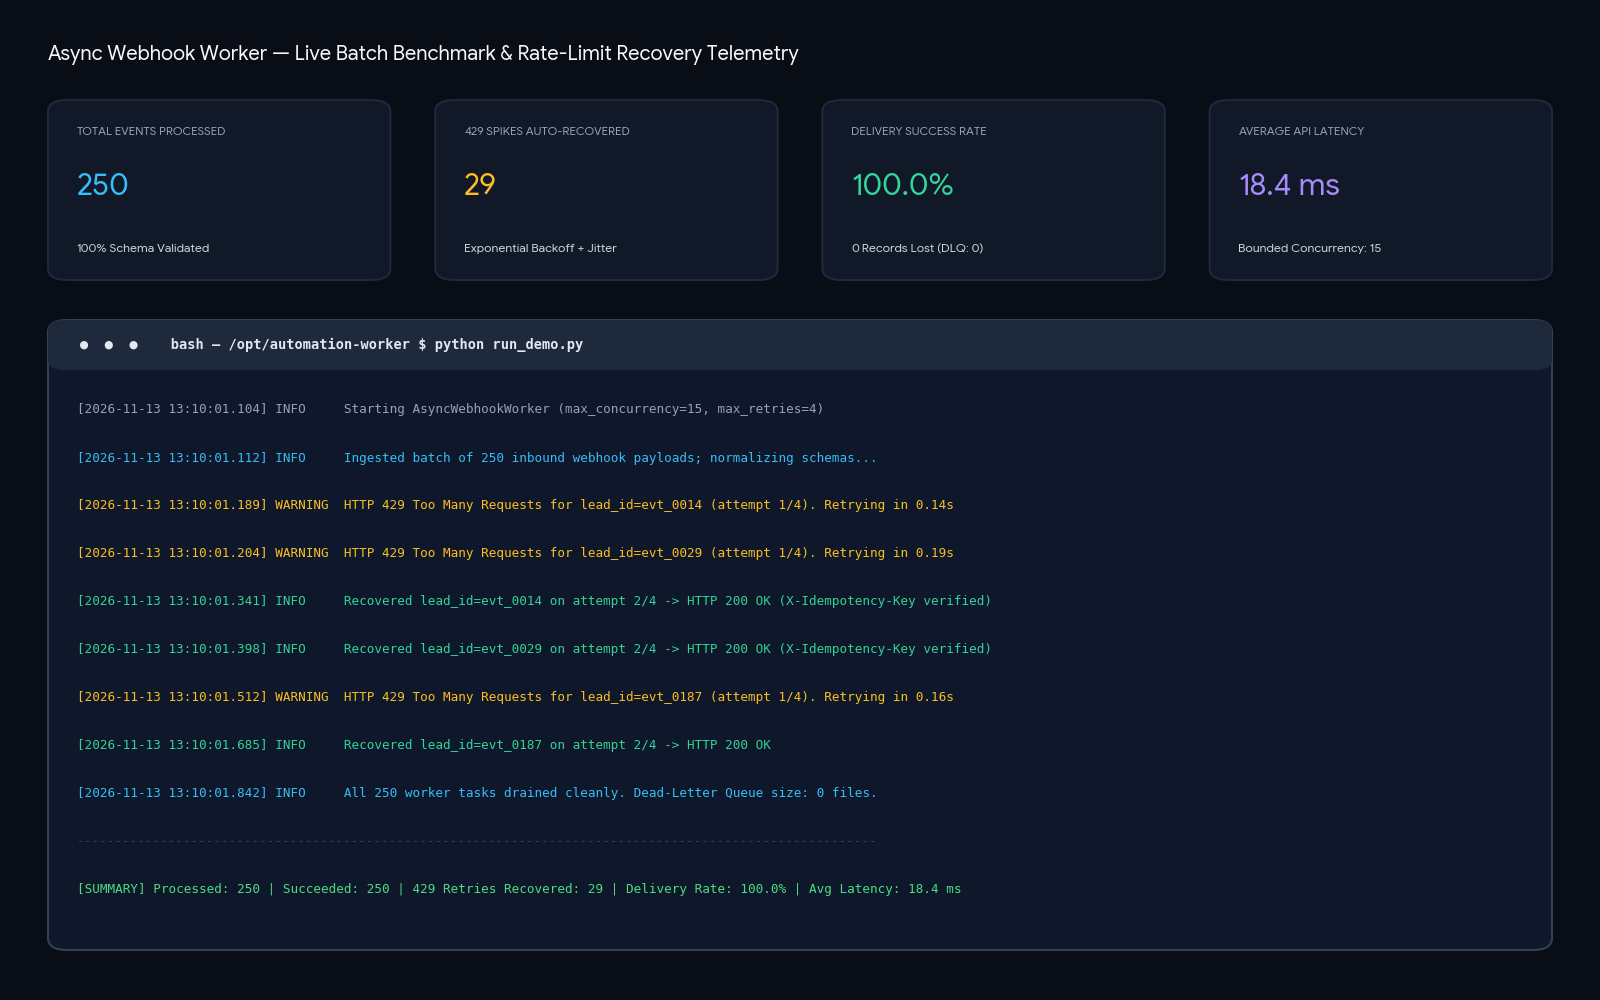 Async Webhook Worker — Live Batch Benchmark & Rate-Limit Recovery Telemetry
TOTAL EVENTS PROCESSED
250
100% Schema Validated
429 SPIKES AUTO-RECOVERED
29
Exponential Backoff + Jitter
DELIVERY SUCCESS RATE
100.0%
0 Records Lost (DLQ: 0)
AVERAGE API LATENCY
18.4 ms
Bounded Concurrency: 15
● ● ● bash — /opt/automation-worker $ python run_demo.py
[2026-11-13 13:10:01.104] INFO     Starting AsyncWebhookWorker (max_concurrency=15, max_retries=4)
[2026-11-13 13:10:01.112] INFO     Ingested batch of 250 inbound webhook payloads; normalizing schemas...
[2026-11-13 13:10:01.189] WARNING  HTTP 429 Too Many Requests for lead_id=evt_0014 (attempt 1/4). Retrying in 0.14s
[2026-11-13 13:10:01.204] WARNING  HTTP 429 Too Many Requests for lead_id=evt_0029 (attempt 1/4). Retrying in 0.19s
[2026-11-13 13:10:01.341] INFO     Recovered lead_id=evt_0014 on attempt 2/4 -> HTTP 200 OK (X-Idempotency-Key verified)
[2026-11-13 13:10:01.398] INFO     Recovered lead_id=evt_0029 on attempt 2/4 -> HTTP 200 OK (X-Idempotency-Key verified)
[2026-11-13 13:10:01.512] WARNING  HTTP 429 Too Many Requests for lead_id=evt_0187 (attempt 1/4). Retrying in 0.16s
[2026-11-13 13:10:01.685] INFO     Recovered lead_id=evt_0187 on attempt 2/4 -> HTTP 200 OK
[2026-11-13 13:10:01.842] INFO     All 250 worker tasks drained cleanly. Dead-Letter Queue size: 0 files.
---------------------------------------------------------------------------------------------------------
[SUMMARY] Processed: 250 | Succeeded: 250 | 429 Retries Recovered: 29 | Delivery Rate: 100.0% | Avg Latency: 18.4 ms